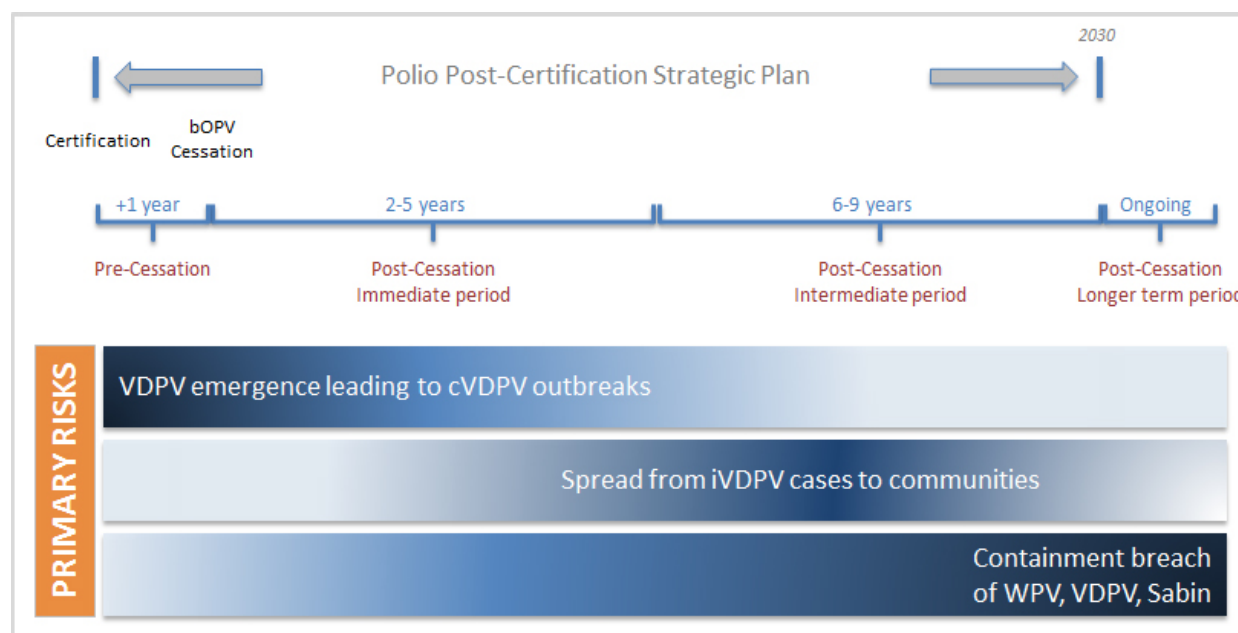 2030
Polio Post-Certification Strategic Plan
Certification
bOPV
Cessation
+1 year
2-5 years
6-9 years
Ongoing
Pre-Cessation
Post-Cessation
Immediate period
Post-Cessation
Intermediate period
Post-Cessation
Longer term period
PRIMARY RISKS
VDPV emergence leading to cVDPV outbreaks
Spread from iVDPV cases to communities
Containment breach
of WPV, VDPV, Sabin